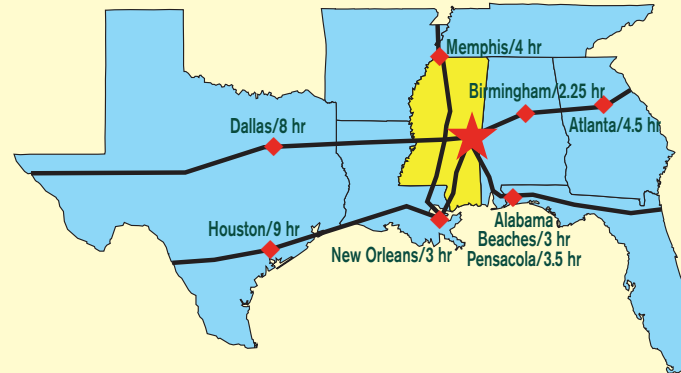 Memphis/4 hr
Birmingham/2.25 hr
Dallas/8 hr
Atlanta/4.5 hr
Houston/9 hr
New Orleans/3 hr
Alabama
Beaches/3 hr
Pensacola/3.5 hr